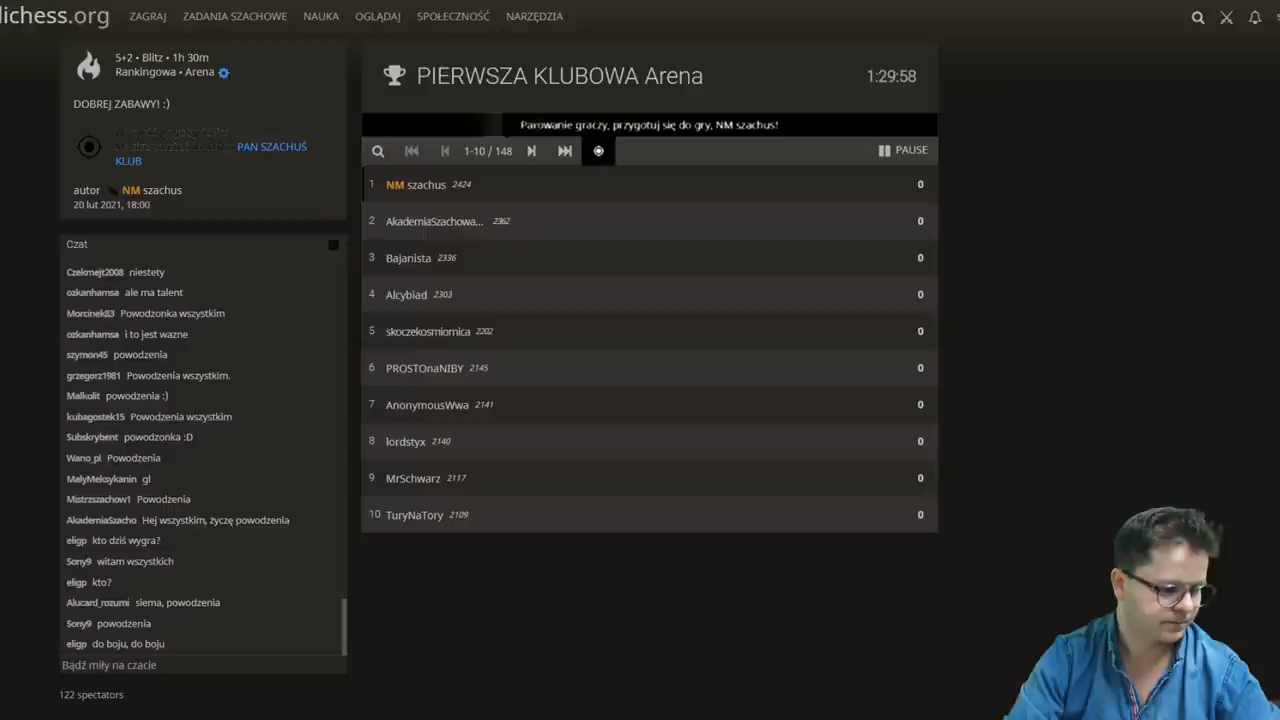 lichess.org ZAGRAJ ZADANIA SZACHOWE NAUKA OGLĄDAJ SPOŁECZNOŚĆ NARZĘDZIA
5+2 • Blitz • 1h 30m
Rankingowa • Arena
DOBREJ ZABAWY! :)
PAN SZACHUŚ
KLUB
autor NM szachus
20 lut 2021, 18:00
PIERWSZA KLUBOWA Arena 1:29:58
Parowanie graczy, przygotuj się do gry, NM szachus!
1-10 / 148 PAUSE
1 NM szachus 2424 0
2 AkademiaSzachowa... 2362 0
3 Bajanista 2336 0
4 Alcybiad 2303 0
5 skoczekosmiornica 2202 0
6 PROSTOnaNIBY 2145 0
7 AnonymousWwa 2141 0
8 lordstyx 2140 0
9 MrSchwarz 2117 0
10 TuryNaTory 2109 0
Czat
Czekmejt2008 niestety
ozkanhamsa ale ma talent
Morcinek83 Powodzonka wszystkim
ozkanhamsa i to jest wazne
szymon45 powodzenia
grzegorz1981 Powodzenia wszystkim.
Malkolit powodzenia :)
kubagostek15 Powodzenia wszystkim
Subskrybent powodzonka :D
Wano_pl Powodzenia
MalyMeksykanin gl
Mistrzszachow1 Powodzenia
AkademiaSzacho Hej wszystkim, życzę powodzenia
eligp kto dziś wygra?
Sony9 witam wszystkich
eligp kto?
Alucard_rozumi siema, powodzenia
Sony9 powodzenia
eligp do boju, do boju
Bądź miły na czacie
122 spectators